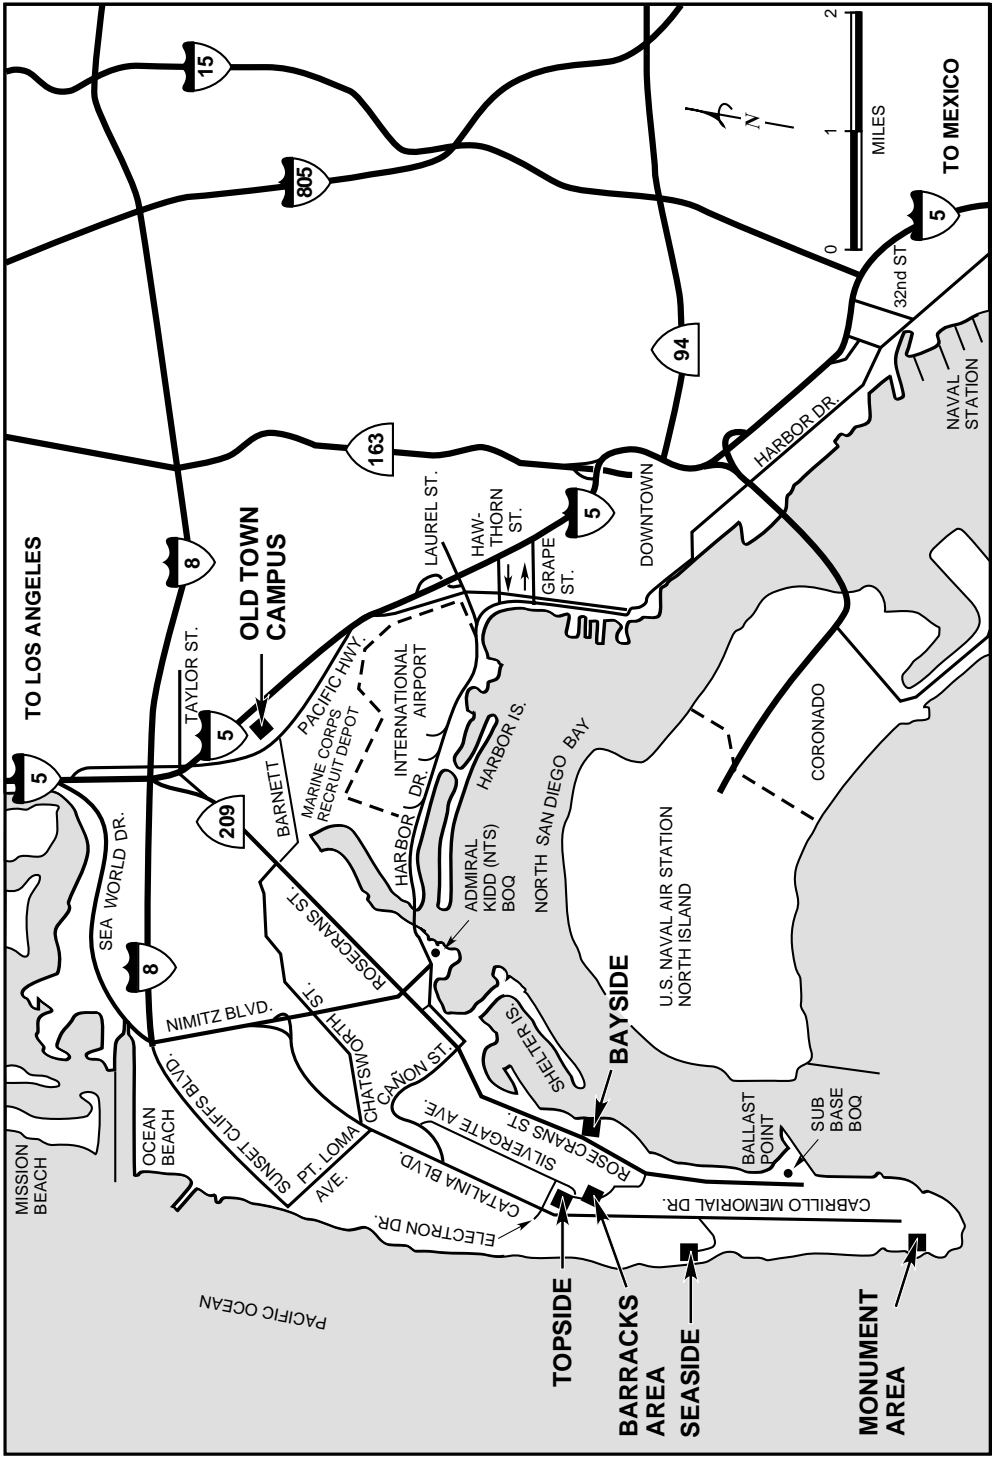 TO LOS ANGELES
5
MISSION
BEACH
SEA WORLD DR.
8
8
15
805
163
TAYLOR ST.
209
5
OLD TOWN
CAMPUS
OCEAN
BEACH
NIMITZ BLVD.
SUNSET CLIFFS BLVD.
PT. LOMA
AVE.
CHATSWORTH
ST.
CAÑON ST.
ROSECRANS ST.
BARNETT
PACIFIC HWY.
MARINE CORPS
RECRUIT DEPOT
INTERNATIONAL
AIRPORT
LAUREL ST.
HAW-
THORN
ST.
GRAPE
ST.
5
DOWNTOWN
94
HARBOR DR.
HARBOR IS.
ADMIRAL
KIDD (NTS)
BOQ
NORTH SAN DIEGO BAY
SHELTER IS.
CATALINA BLVD.
SILVERGATE AVE.
ROSECRANS ST.
ELECTRON DR.
PACIFIC OCEAN
TOPSIDE
BARRACKS
AREA
SEASIDE
BAYSIDE
U.S. NAVAL AIR STATION
NORTH ISLAND
CORONADO
HARBOR DR.
BALLAST
POINT
SUB
BASE
BOQ
CABRILLO MEMORIAL DR.
MONUMENT
AREA
NAVAL
STATION
32nd ST
5
TO MEXICO
N
0
1
2
MILES